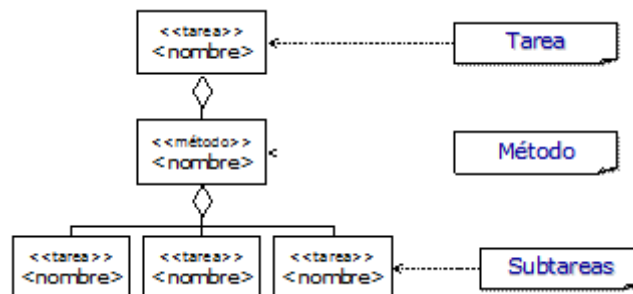 <<tarea>>
<nombre>
Tarea
<<método>>
<nombre>
Método
<<tarea>>
<nombre>
<<tarea>>
<nombre>
<<tarea>>
<nombre>
Subtareas